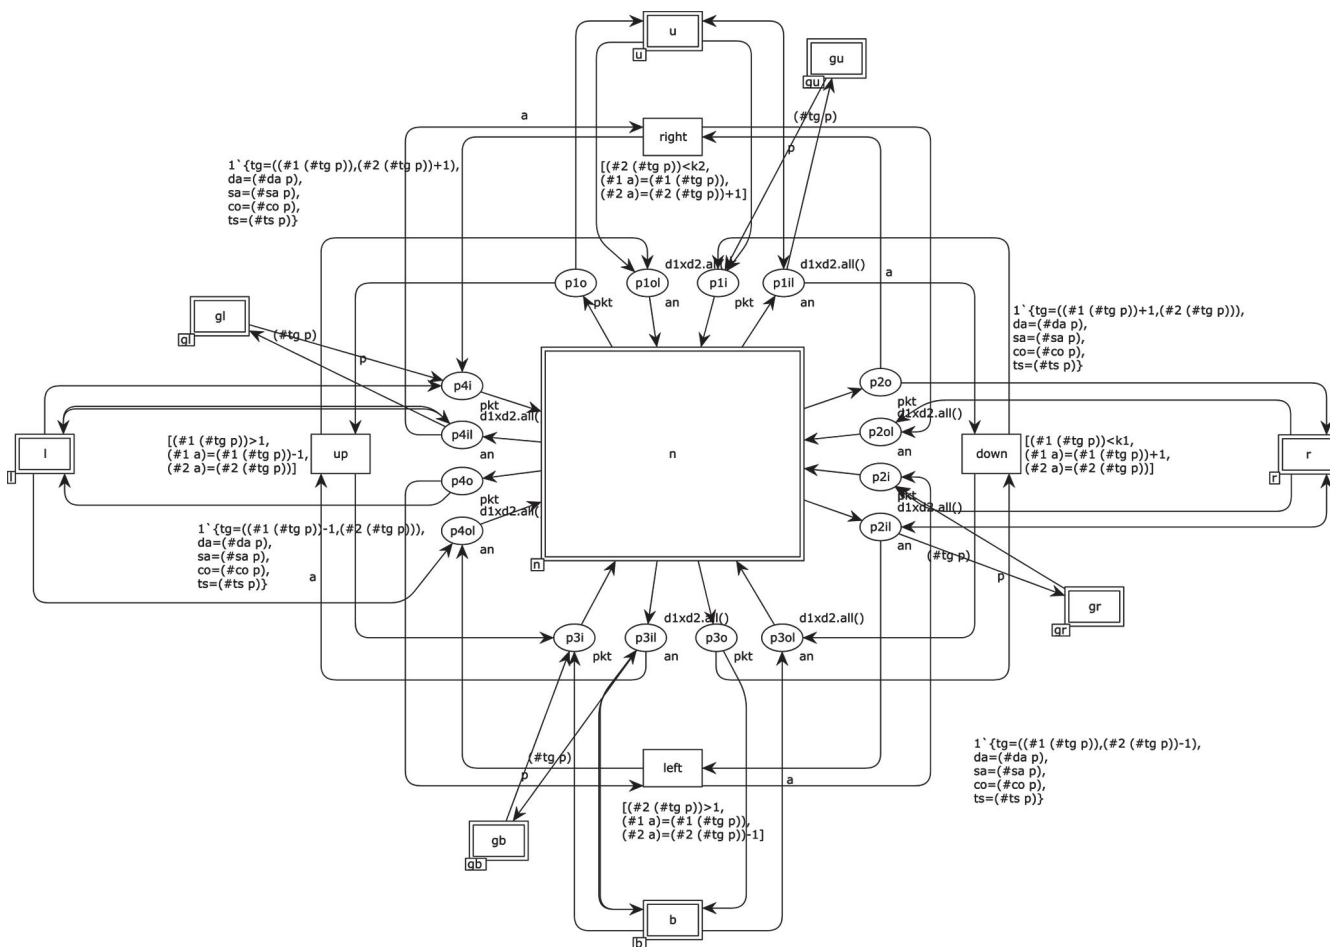 u
u
gu
gu
a
(#tg p)
right
p
1`{tg=((#1 (#tg p)),(#2 (#tg p))+1),
da=(#da p),
sa=(#sa p),
co=(#co p),
ts=(#ts p)}
[(#2 (#tg p))<k2,
(#1 a)=(#1 (#tg p)),
(#2 a)=(#2 (#tg p))+1]
d1xd2.all()
d1xd2.all()
a
p1o
p1ol
p1i
p1il
pkt
an
pkt
an
gl
gl
(#tg p)
p
1`{tg=((#1 (#tg p))+1,(#2 (#tg p))),
da=(#da p),
sa=(#sa p),
co=(#co p),
ts=(#ts p)}
p4i
pkt
d1xd2.all()
p4il
an
p2o
pkt
d1xd2.all()
p2ol
an
l
l
[(#1 (#tg p))>1,
(#1 a)=(#1 (#tg p))-1,
(#2 a)=(#2 (#tg p))]
up
n
n
down
[(#1 (#tg p))<k1,
(#1 a)=(#1 (#tg p))+1,
(#2 a)=(#2 (#tg p))]
r
r
p4o
pkt
d1xd2.all()
p4ol
an
p2i
pkt
d1xd2.all()
p2il
an
(#tg p)
p
1`{tg=((#1 (#tg p))-1,(#2 (#tg p))),
da=(#da p),
sa=(#sa p),
co=(#co p),
ts=(#ts p)}
a
gr
gr
d1xd2.all()
d1xd2.all()
p3i
p3il
p3o
p3ol
pkt
an
pkt
an
(#tg p)
p
left
a
1`{tg=((#1 (#tg p)),(#2 (#tg p))-1),
da=(#da p),
sa=(#sa p),
co=(#co p),
ts=(#ts p)}
[(#2 (#tg p))>1,
(#1 a)=(#1 (#tg p)),
(#2 a)=(#2 (#tg p))-1]
gb
gb
b
b